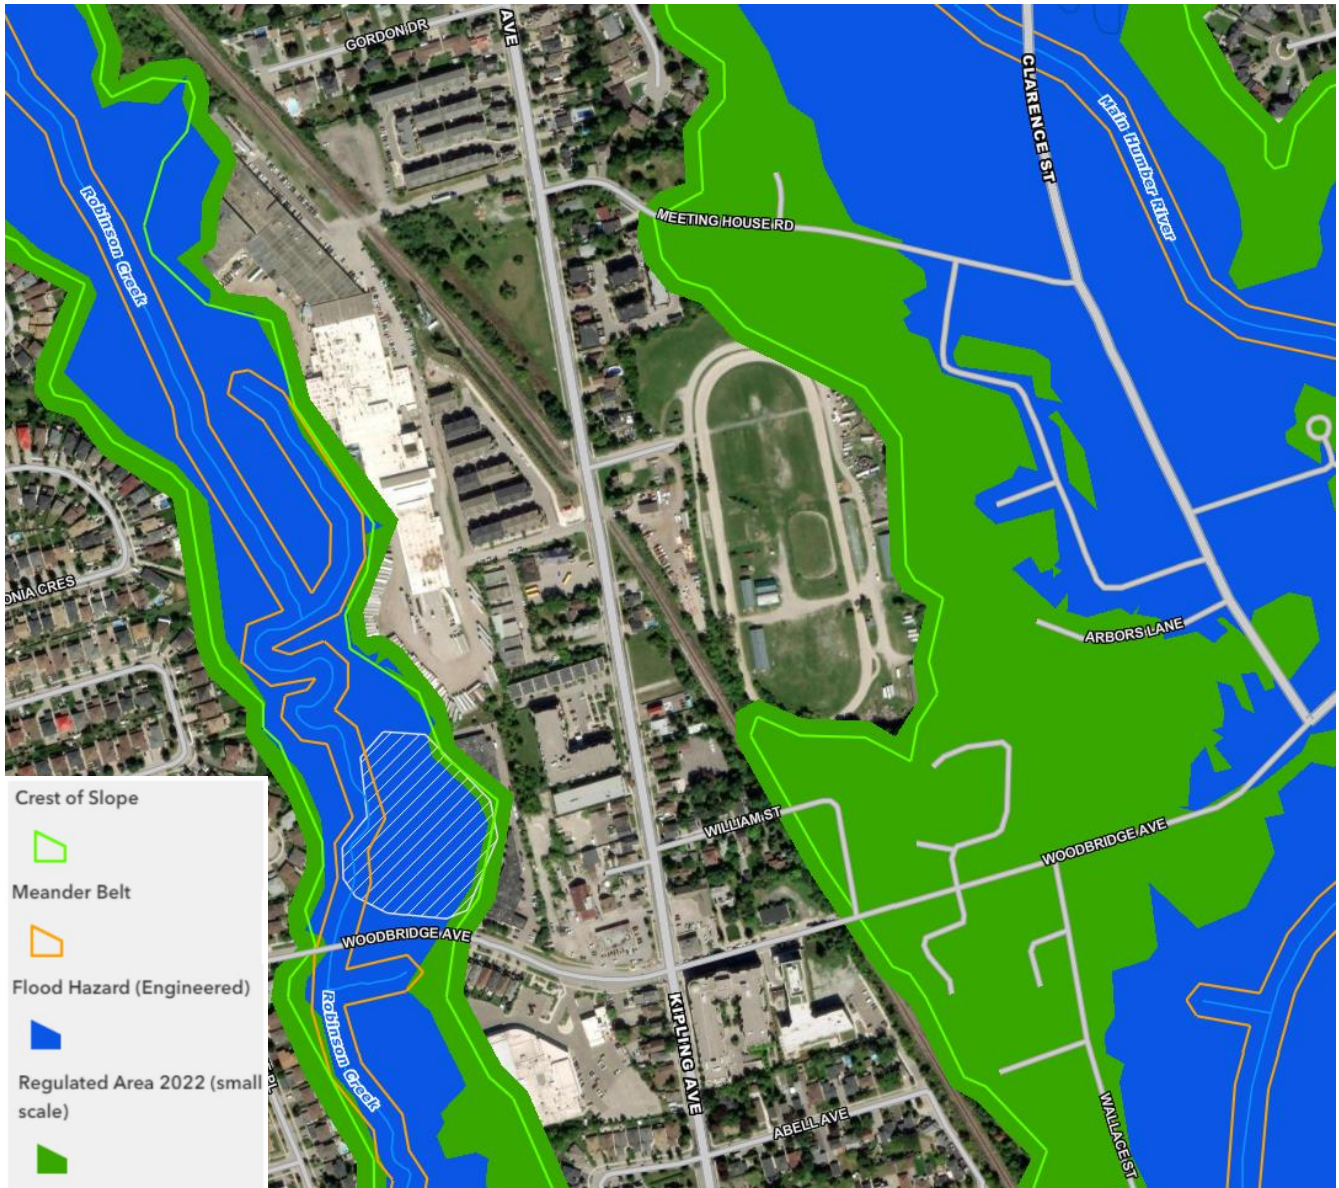 GORDON DR
AVE
CLARENCE ST
Main Humber River
Robinson Creek
MEETING HOUSE RD
ONIA CRES
ARBORS LANE
WILLIAM ST
WOODBRIDGE AVE
WOODBRIDGE AVE
Robinson Creek
KIPLING AVE
ABELL AVE
WALLACE ST
Crest of Slope
Meander Belt
Flood Hazard (Engineered)
Regulated Area 2022 (small
scale)